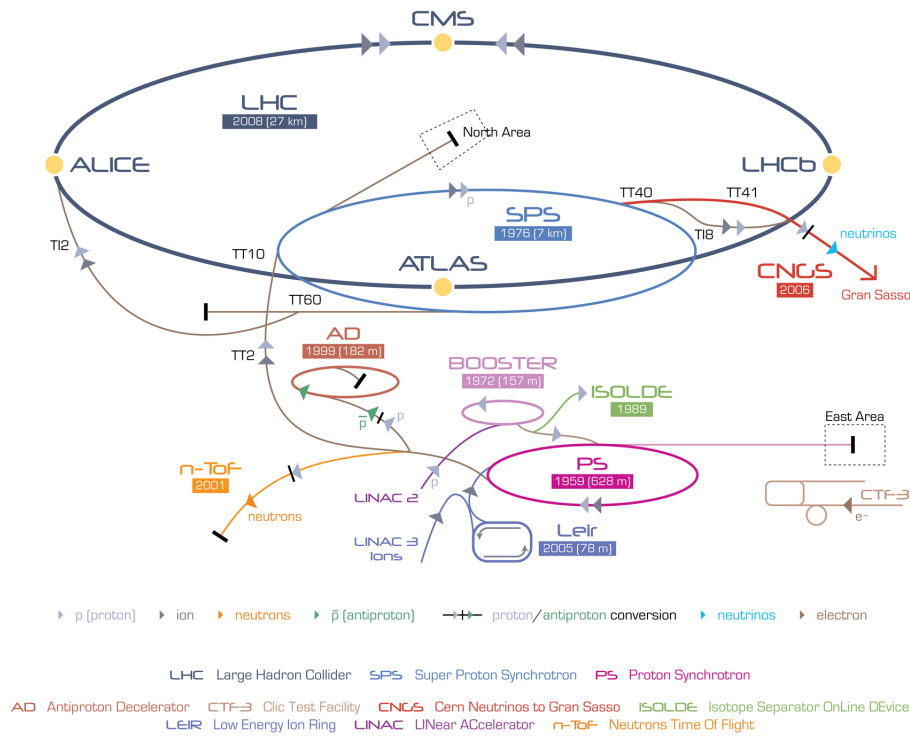 CMS
LHC
2008 (27 km)
North Area
ALICE
LHCb
TT40
TT41
p
SPS
1976 (7 km)
neutrinos
TI2
TT10
TI8
ATLAS
CNGS
2006
Gran Sasso
TT60
AD
1999 (182 m)
TT2
BOOSTER
1972 (157 m)
ISOLDE
1989
p
p̅
East Area
n-ToF
2001
p
PS
1959 (628 m)
LINAC 2
CTF-3
e-
neutrons
LINAC 3
Ions
Leir
2005 (78 m)
p (proton) ion neutrons p̅ (antiproton) proton/antiproton conversion neutrinos electron
LHC Large Hadron Collider SPS Super Proton Synchrotron PS Proton Synchrotron
AD Antiproton Decelerator CTF-3 Clic Test Facility CNGS Cern Neutrinos to Gran Sasso ISOLDE Isotope Separator OnLine DEvice
LEIR Low Energy Ion Ring LINAC LINear ACcelerator n-ToF Neutrons Time Of Flight